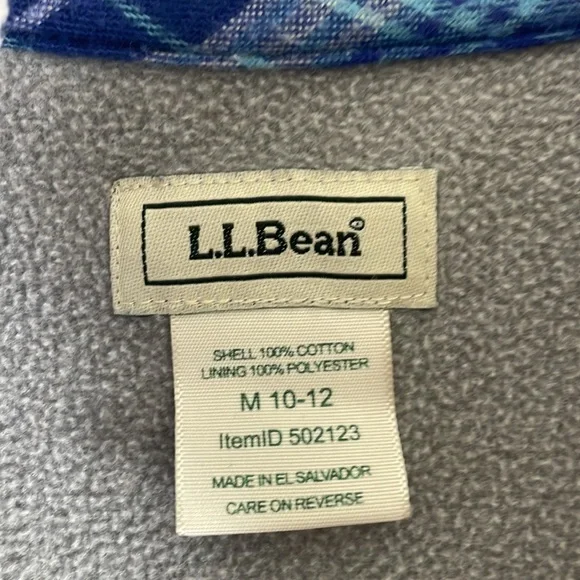 L.L.Bean®
SHELL 100% COTTON
LINING 100% POLYESTER
M 10-12
ItemID 502123
MADE IN EL SALVADOR
CARE ON REVERSE